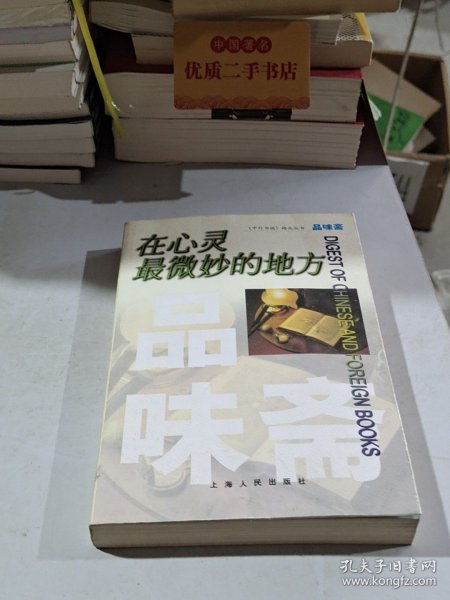 中国著名
优质二手书店
《中外书摘》精品丛书
品味斋
在心灵
最微妙的地方
DIGEST OF CHINESE AND FOREIGN BOOKS
品
味斋
上海人民出版社
孔夫子旧书网
www.kongfz.com